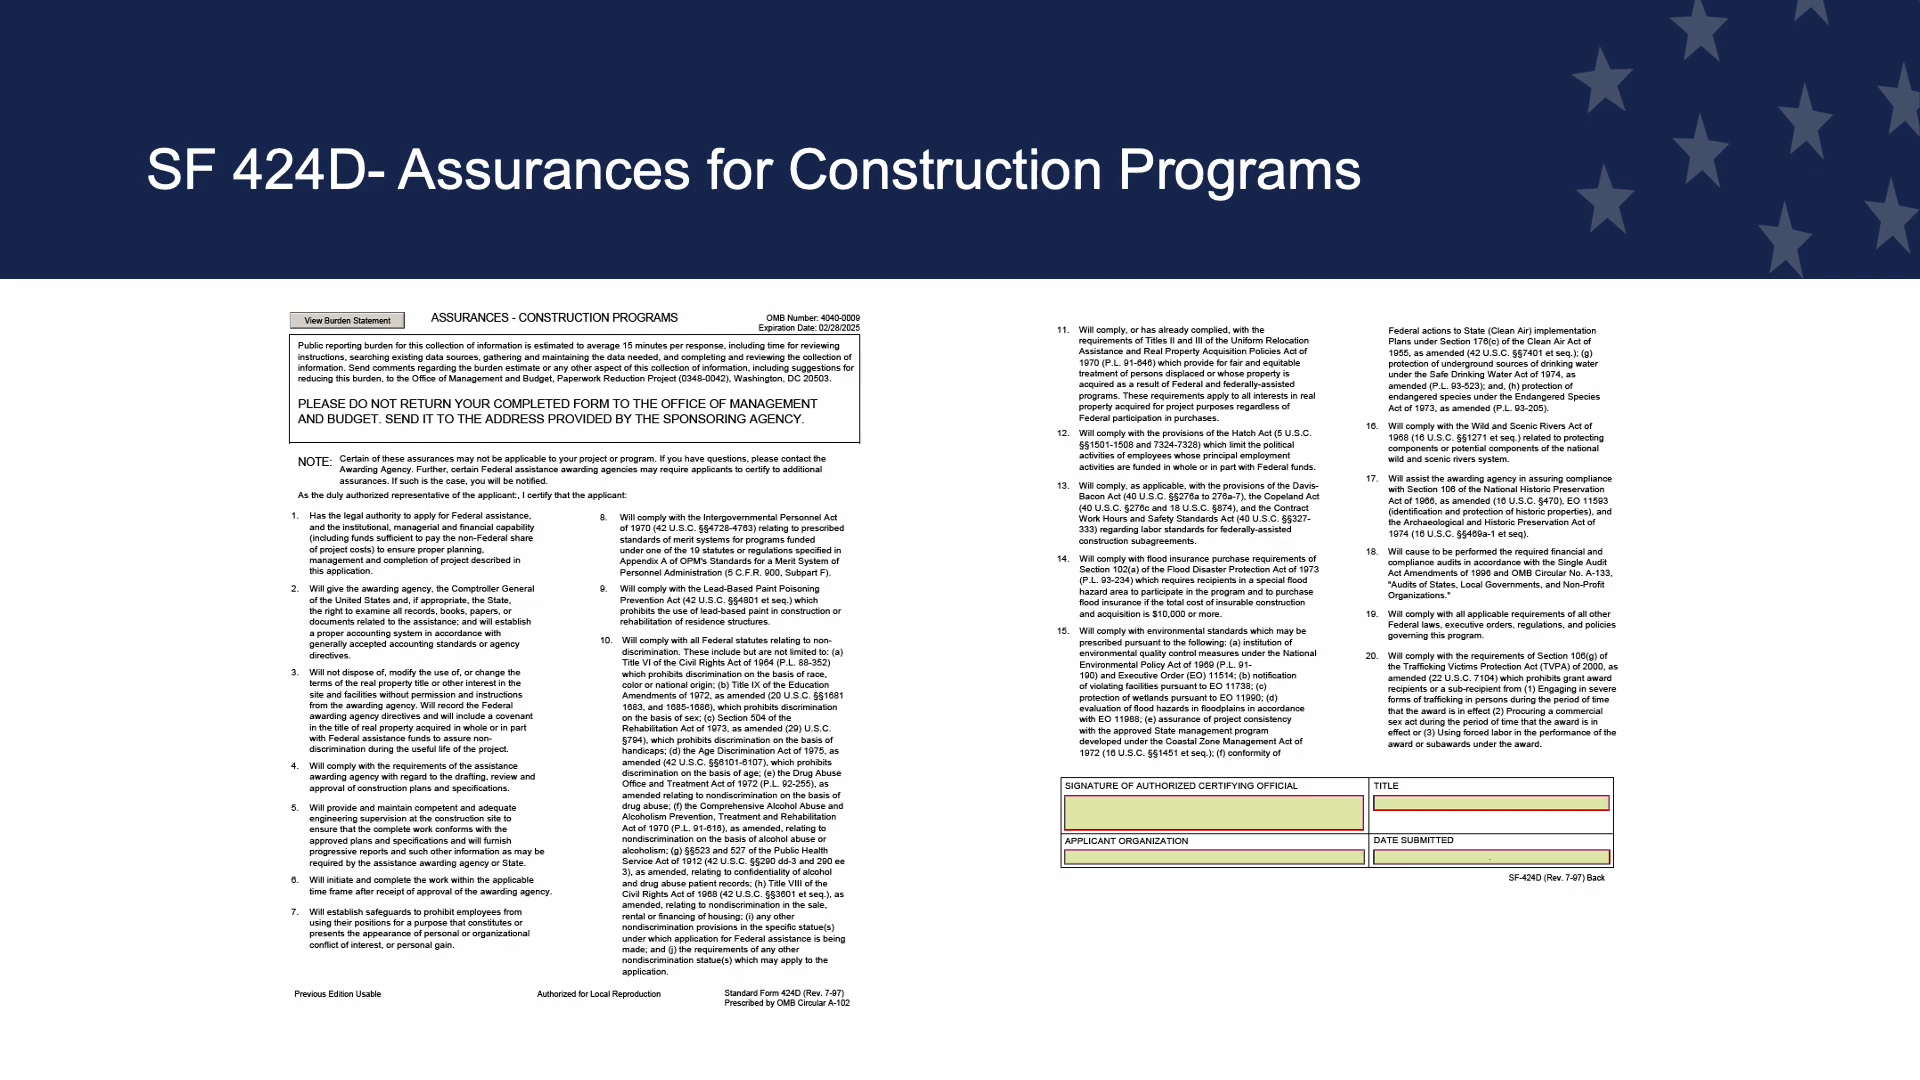 SF 424D- Assurances for Construction Programs
View Burden Statement
ASSURANCES - CONSTRUCTION PROGRAMS
OMB Number: 4040-0009
Expiration Date: 02/28/2025
Public reporting burden for this collection of information is estimated to average 15 minutes per response, including time for reviewing
instructions, searching existing data sources, gathering and maintaining the data needed, and completing and reviewing the collection of
information. Send comments regarding the burden estimate or any other aspect of this collection of information, including suggestions for
reducing this burden, to the Office of Management and Budget, Paperwork Reduction Project (0348-0042), Washington, DC 20503.
PLEASE DO NOT RETURN YOUR COMPLETED FORM TO THE OFFICE OF MANAGEMENT
AND BUDGET. SEND IT TO THE ADDRESS PROVIDED BY THE SPONSORING AGENCY.
NOTE: Certain of these assurances may not be applicable to your project or program. If you have questions, please contact the
Awarding Agency. Further, certain Federal assistance awarding agencies may require applicants to certify to additional
assurances. If such is the case, you will be notified.
As the duly authorized representative of the applicant:, I certify that the applicant:
1. Has the legal authority to apply for Federal assistance,
and the institutional, managerial and financial capability
(including funds sufficient to pay the non-Federal share
of project costs) to ensure proper planning,
management and completion of project described in
this application.
2. Will give the awarding agency, the Comptroller General
of the United States and, if appropriate, the State,
the right to examine all records, books, papers, or
documents related to the assistance; and will establish
a proper accounting system in accordance with
generally accepted accounting standards or agency
directives.
3. Will not dispose of, modify the use of, or change the
terms of the real property title or other interest in the
site and facilities without permission and instructions
from the awarding agency. Will record the Federal
awarding agency directives and will include a covenant
in the title of real property acquired in whole or in part
with Federal assistance funds to assure non-
discrimination during the useful life of the project.
4. Will comply with the requirements of the assistance
awarding agency with regard to the drafting, review and
approval of construction plans and specifications.
5. Will provide and maintain competent and adequate
engineering supervision at the construction site to
ensure that the complete work conforms with the
approved plans and specifications and will furnish
progressive reports and such other information as may be
required by the assistance awarding agency or State.
6. Will initiate and complete the work within the applicable
time frame after receipt of approval of the awarding agency.
7. Will establish safeguards to prohibit employees from
using their positions for a purpose that constitutes or
presents the appearance of personal or organizational
conflict of interest, or personal gain.
8. Will comply with the Intergovernmental Personnel Act
of 1970 (42 U.S.C. §§4728-4763) relating to prescribed
standards of merit systems for programs funded
under one of the 19 statutes or regulations specified in
Appendix A of OPM's Standards for a Merit System of
Personnel Administration (5 C.F.R. 900, Subpart F).
9. Will comply with the Lead-Based Paint Poisoning
Prevention Act (42 U.S.C. §§4801 et seq.) which
prohibits the use of lead-based paint in construction or
rehabilitation of residence structures.
10. Will comply with all Federal statutes relating to non-
discrimination. These include but are not limited to: (a)
Title VI of the Civil Rights Act of 1964 (P.L. 88-352)
which prohibits discrimination on the basis of race,
color or national origin; (b) Title IX of the Education
Amendments of 1972, as amended (20 U.S.C. §§1681
1683, and 1685-1686), which prohibits discrimination
on the basis of sex; (c) Section 504 of the
Rehabilitation Act of 1973, as amended (29) U.S.C.
§794), which prohibits discrimination on the basis of
handicaps; (d) the Age Discrimination Act of 1975, as
amended (42 U.S.C. §§6101-6107), which prohibits
discrimination on the basis of age; (e) the Drug Abuse
Office and Treatment Act of 1972 (P.L. 92-255), as
amended relating to nondiscrimination on the basis of
drug abuse; (f) the Comprehensive Alcohol Abuse and
Alcoholism Prevention, Treatment and Rehabilitation
Act of 1970 (P.L. 91-616), as amended, relating to
nondiscrimination on the basis of alcohol abuse or
alcoholism; (g) §§523 and 527 of the Public Health
Service Act of 1912 (42 U.S.C. §§290 dd-3 and 290 ee
3), as amended, relating to confidentiality of alcohol
and drug abuse patient records; (h) Title VIII of the
Civil Rights Act of 1968 (42 U.S.C. §§3601 et seq.), as
amended, relating to nondiscrimination in the sale,
rental or financing of housing; (i) any other
nondiscrimination provisions in the specific statue(s)
under which application for Federal assistance is being
made; and (j) the requirements of any other
nondiscrimination statue(s) which may apply to the
application.
Previous Edition Usable
Authorized for Local Reproduction
Standard Form 424D (Rev. 7-97)
Prescribed by OMB Circular A-102
11. Will comply, or has already complied, with the
requirements of Titles II and III of the Uniform Relocation
Assistance and Real Property Acquisition Policies Act of
1970 (P.L. 91-646) which provide for fair and equitable
treatment of persons displaced or whose property is
acquired as a result of Federal and federally-assisted
programs. These requirements apply to all interests in real
property acquired for project purposes regardless of
Federal participation in purchases.
12. Will comply with the provisions of the Hatch Act (5 U.S.C.
§§1501-1508 and 7324-7328) which limit the political
activities of employees whose principal employment
activities are funded in whole or in part with Federal funds.
13. Will comply, as applicable, with the provisions of the Davis-
Bacon Act (40 U.S.C. §§276a to 276a-7), the Copeland Act
(40 U.S.C. §276c and 18 U.S.C. §874), and the Contract
Work Hours and Safety Standards Act (40 U.S.C. §§327-
333) regarding labor standards for federally-assisted
construction subagreements.
14. Will comply with flood insurance purchase requirements of
Section 102(a) of the Flood Disaster Protection Act of 1973
(P.L. 93-234) which requires recipients in a special flood
hazard area to participate in the program and to purchase
flood insurance if the total cost of insurable construction
and acquisition is $10,000 or more.
15. Will comply with environmental standards which may be
prescribed pursuant to the following: (a) institution of
environmental quality control measures under the National
Environmental Policy Act of 1969 (P.L. 91-
190) and Executive Order (EO) 11514; (b) notification
of violating facilities pursuant to EO 11738; (c)
protection of wetlands pursuant to EO 11990; (d)
evaluation of flood hazards in floodplains in accordance
with EO 11988; (e) assurance of project consistency
with the approved State management program
developed under the Coastal Zone Management Act of
1972 (16 U.S.C. §§1451 et seq.); (f) conformity of
Federal actions to State (Clean Air) implementation
Plans under Section 176(c) of the Clean Air Act of
1955, as amended (42 U.S.C. §§7401 et seq.); (g)
protection of underground sources of drinking water
under the Safe Drinking Water Act of 1974, as
amended (P.L. 93-523); and, (h) protection of
endangered species under the Endangered Species
Act of 1973, as amended (P.L. 93-205).
16. Will comply with the Wild and Scenic Rivers Act of
1968 (16 U.S.C. §§1271 et seq.) related to protecting
components or potential components of the national
wild and scenic rivers system.
17. Will assist the awarding agency in assuring compliance
with Section 106 of the National Historic Preservation
Act of 1966, as amended (16 U.S.C. §470), EO 11593
(identification and protection of historic properties), and
the Archaeological and Historic Preservation Act of
1974 (16 U.S.C. §§469a-1 et seq).
18. Will cause to be performed the required financial and
compliance audits in accordance with the Single Audit
Act Amendments of 1996 and OMB Circular No. A-133,
"Audits of States, Local Governments, and Non-Profit
Organizations."
19. Will comply with all applicable requirements of all other
Federal laws, executive orders, regulations, and policies
governing this program.
20. Will comply with the requirements of Section 106(g) of
the Trafficking Victims Protection Act (TVPA) of 2000, as
amended (22 U.S.C. 7104) which prohibits grant award
recipients or a sub-recipient from (1) Engaging in severe
forms of trafficking in persons during the period of time
that the award is in effect (2) Procuring a commercial
sex act during the period of time that the award is in
effect or (3) Using forced labor in the performance of the
award or subawards under the award.
SIGNATURE OF AUTHORIZED CERTIFYING OFFICIAL
TITLE
APPLICANT ORGANIZATION
DATE SUBMITTED
SF-424D (Rev. 7-97) Back